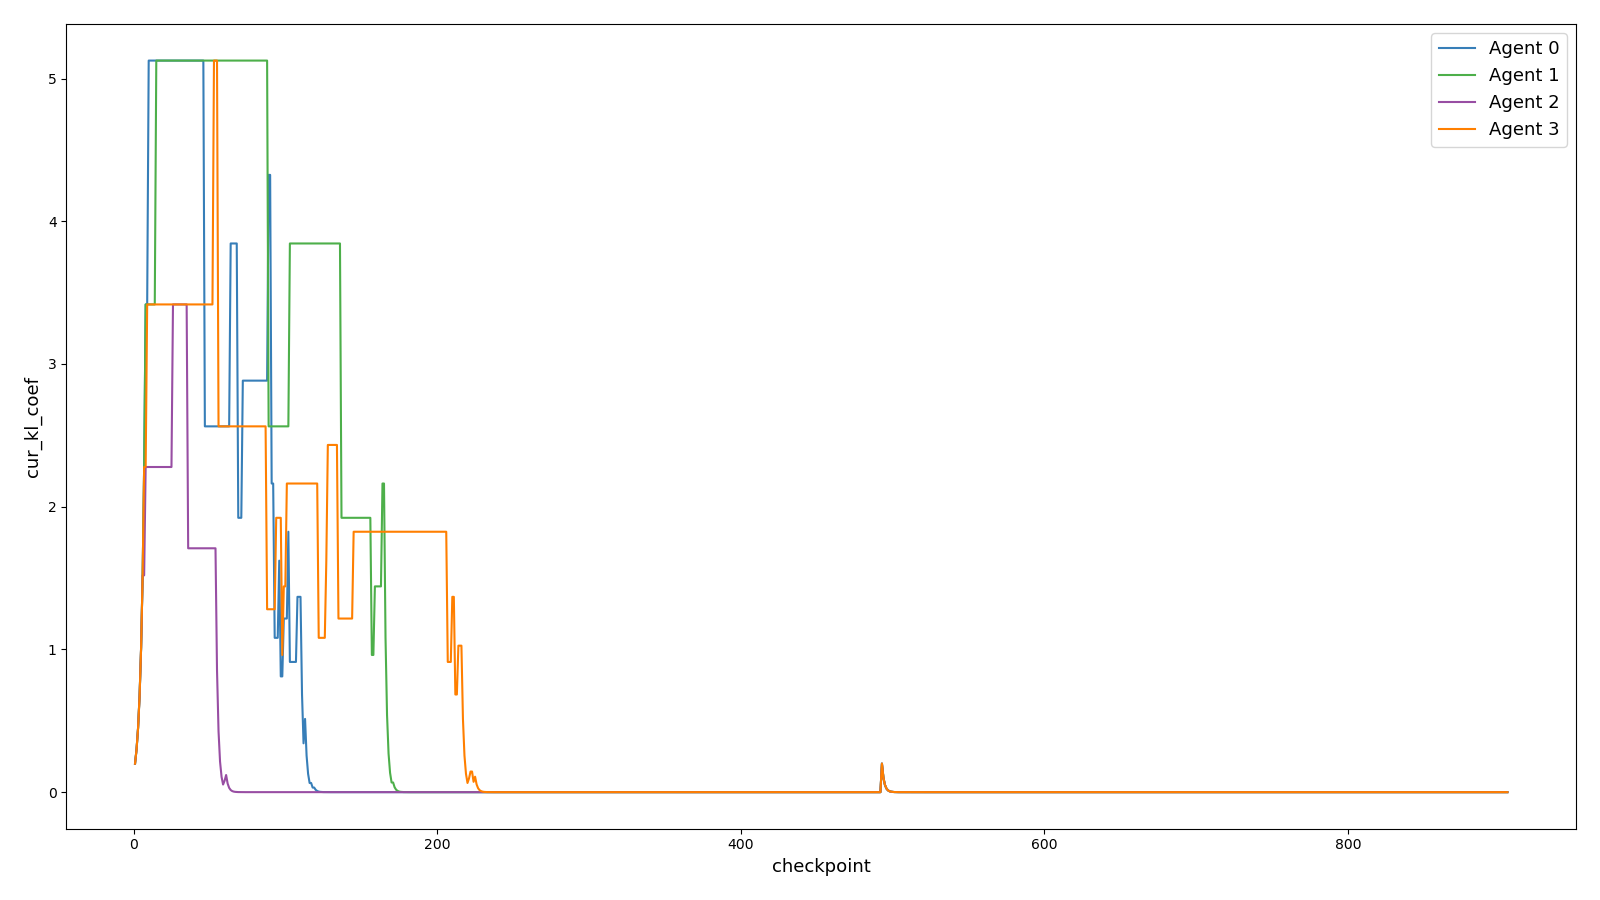 Agent 0
Agent 1
Agent 2
Agent 3
5
4
3
2
1
0
cur_kl_coef
0 200 400 600 800
checkpoint